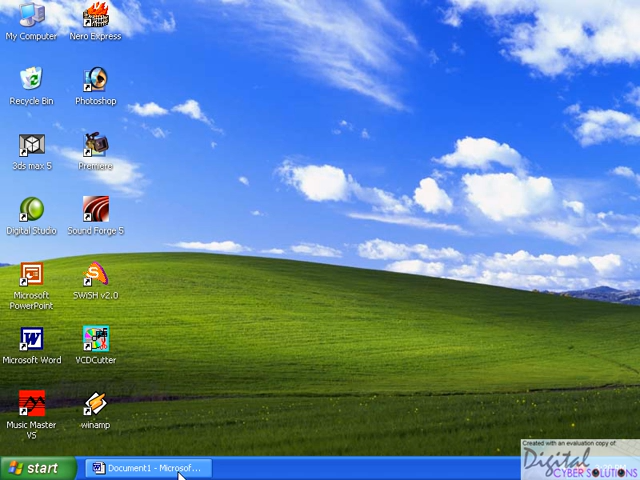 My Computer
Nero Express
Recycle Bin
Photoshop
3ds max 5
Premiere
Digital Studio
Sound Forge 5
Microsoft PowerPoint
SWiSH v2.0
Microsoft Word
VCDCutter
Music Master VS
winamp
start
Document1 - Microsof...
Created with an evaluation copy of:
Digital
CYBER SOLUTIONS